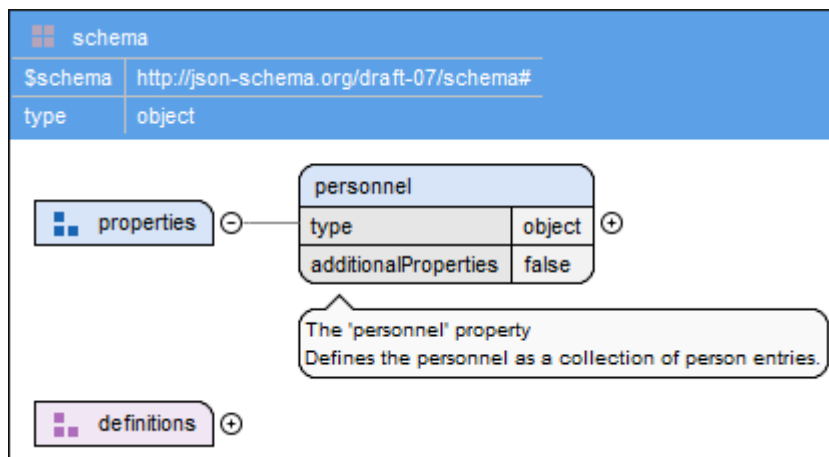 schema
$schema http://json-schema.org/draft-07/schema#
type object
personnel
properties
type object
additionalProperties false
The "personnel" property
Defines the personnel as a collection of person entries.
definitions